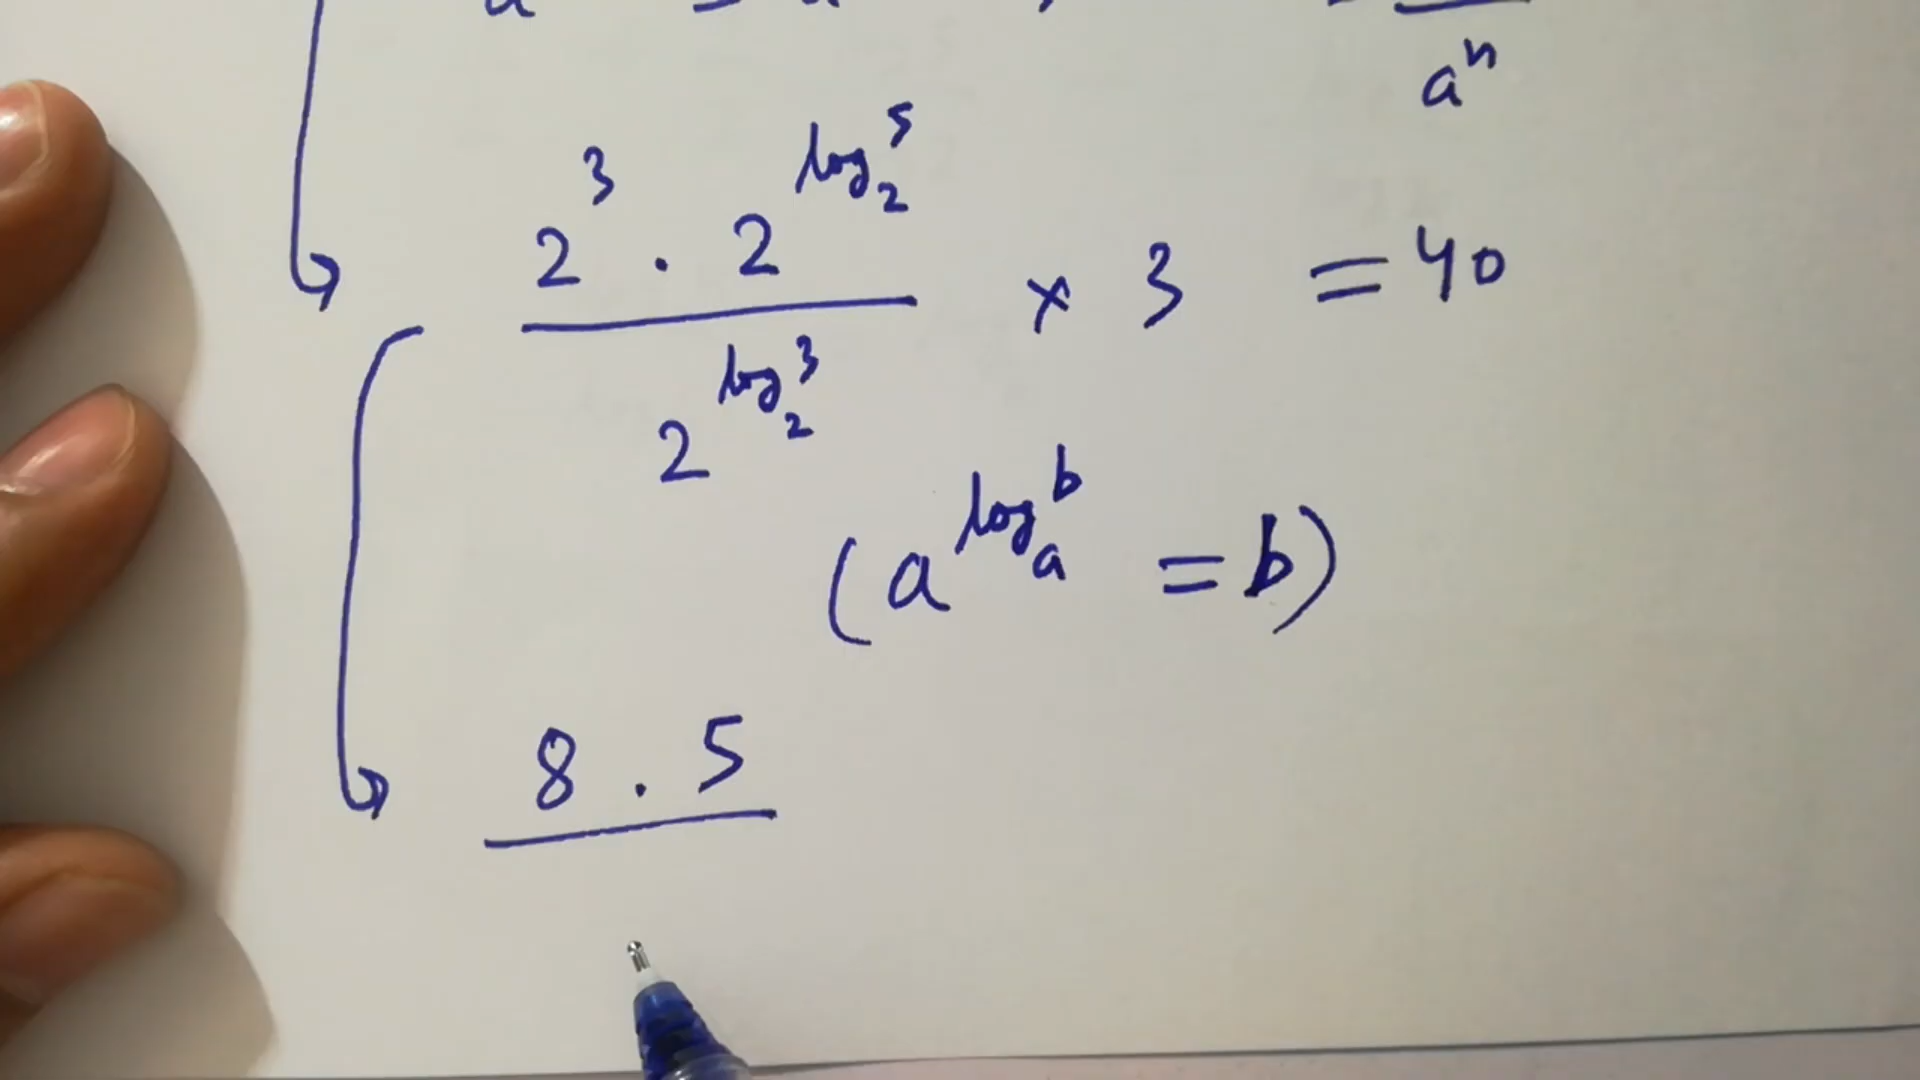 aⁿ
2³ . 2^(log₂⁵) × 3 = 40
2^(log₂³)
(a^(logₐᵇ) = b)
8 . 5